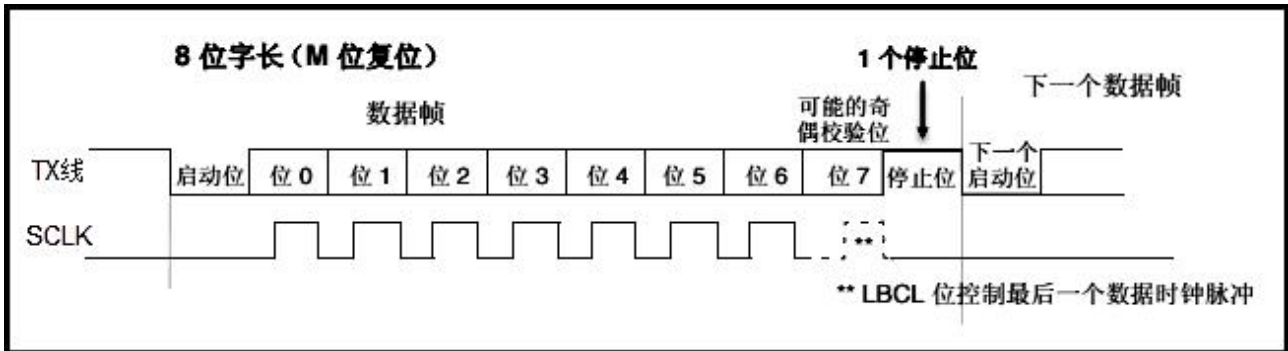 8 位字长（M 位复位）
1 个停止位
下一个数据帧
数据帧
可能的奇
偶校验位
TX线
启动位
位 0
位 1
位 2
位 3
位 4
位 5
位 6
位 7
停止位
下一个
启动位
SCLK
**
** LBCL 位控制最后一个数据时钟脉冲